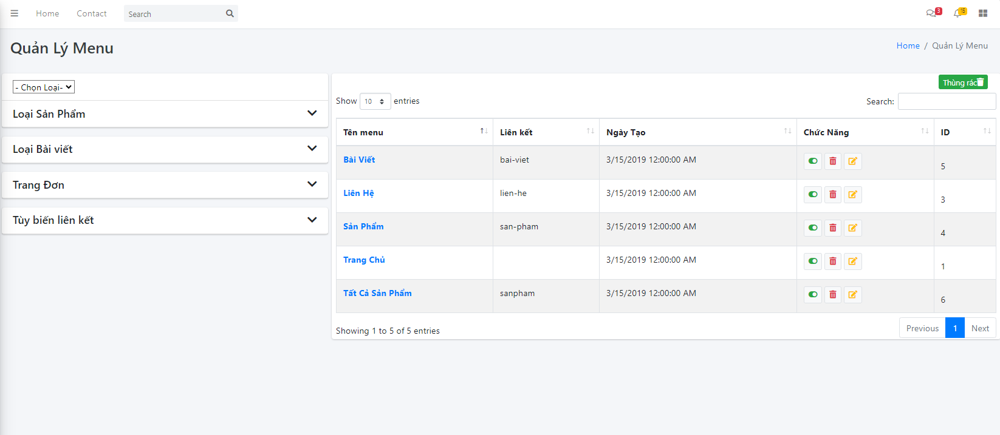 Home Contact Search 3 15
Quản Lý Menu
Home / Quản Lý Menu
- Chọn Loại-
Loại Sản Phẩm
Loại Bài viết
Trang Đơn
Tùy biến liên kết
Thùng rác
Show 10 entries Search:
Tên menu Liên kết Ngày Tạo Chức Năng ID
Bài Viết bai-viet 3/15/2019 12:00:00 AM 5
Liên Hệ lien-he 3/15/2019 12:00:00 AM 3
Sản Phẩm san-pham 3/15/2019 12:00:00 AM 4
Trang Chủ 3/15/2019 12:00:00 AM 1
Tất Cả Sản Phẩm sanpham 3/15/2019 12:00:00 AM 6
Showing 1 to 5 of 5 entries Previous 1 Next